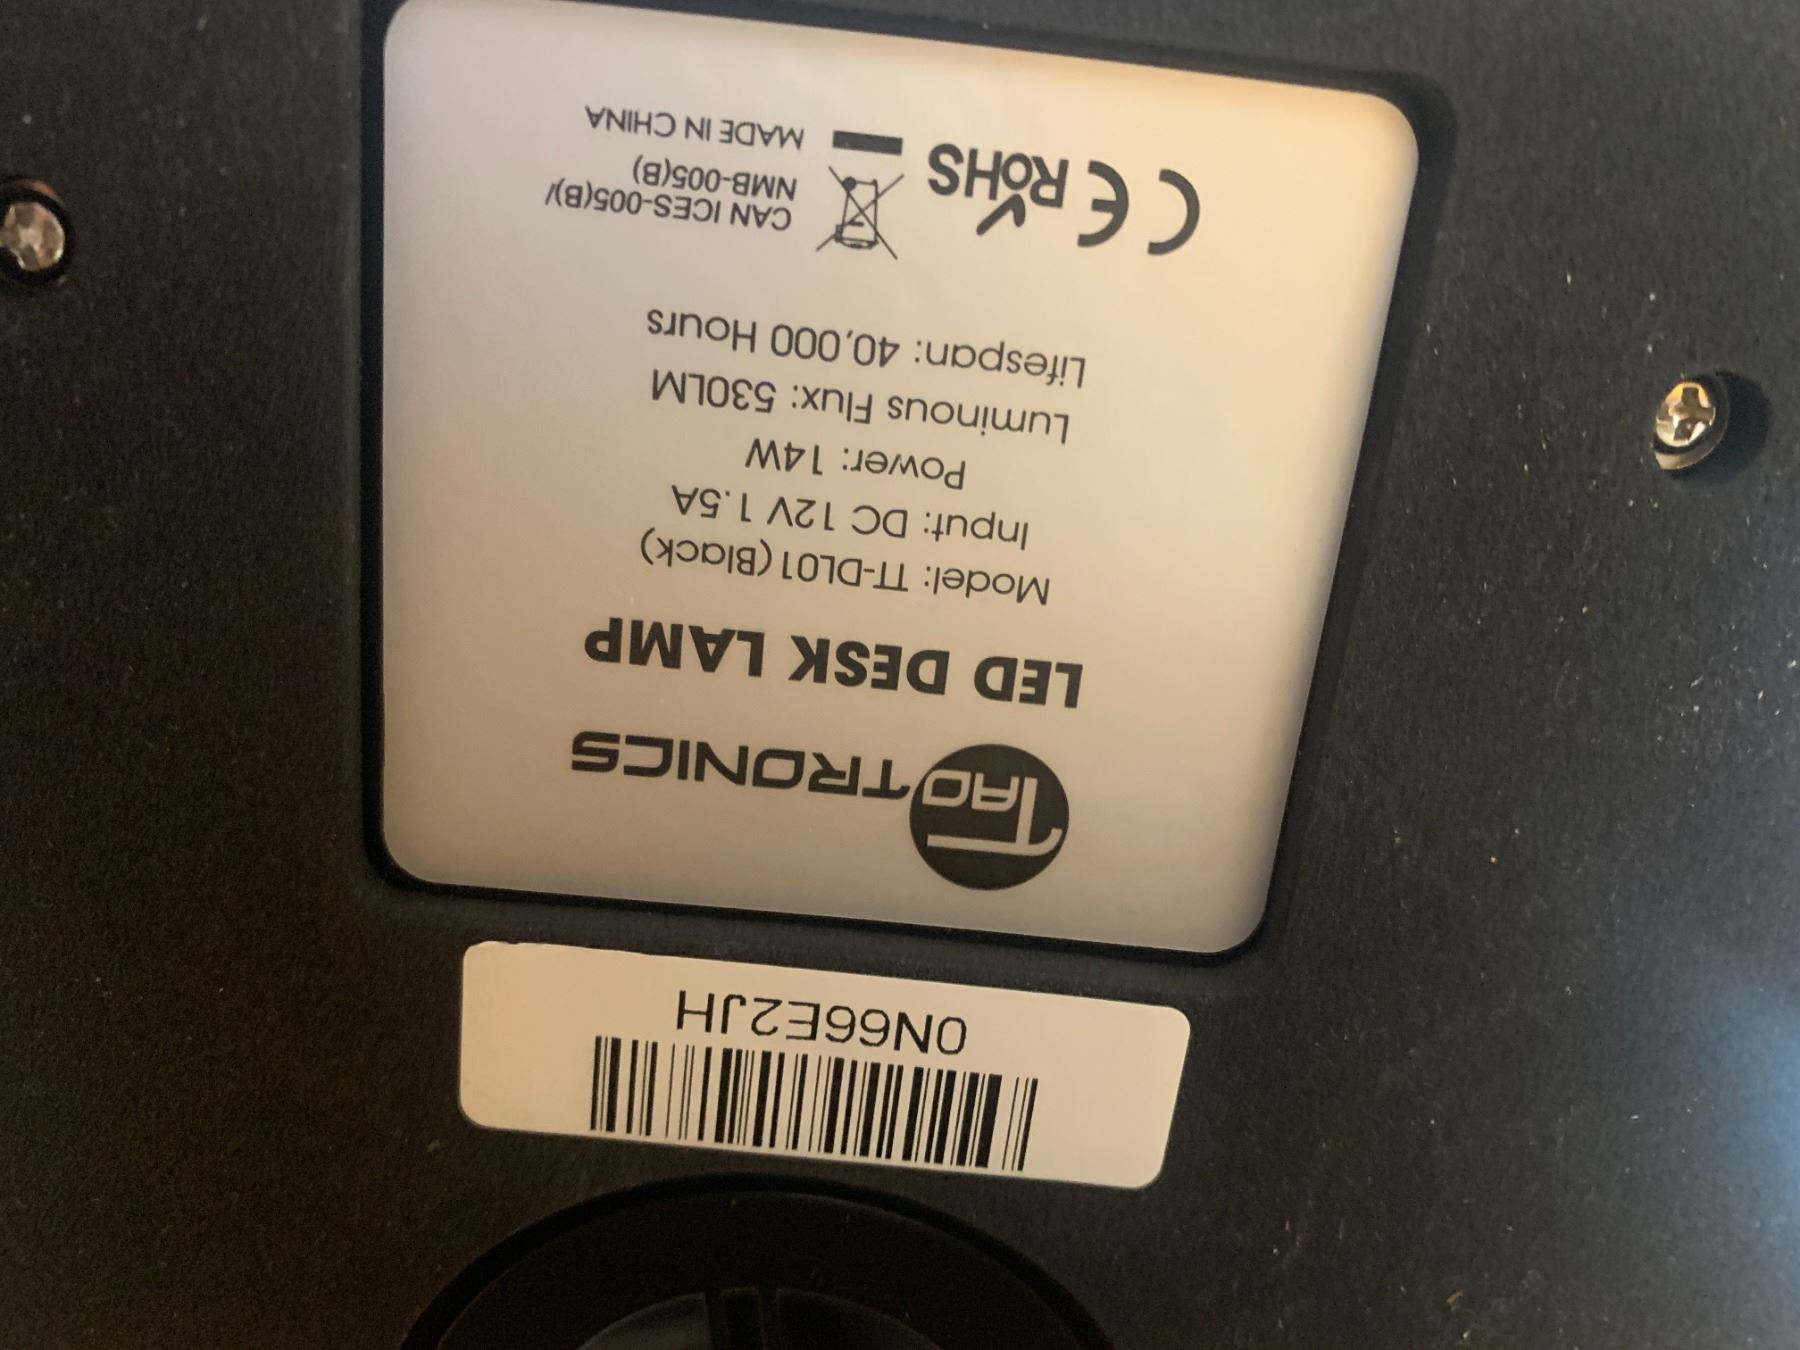 0N66E2JH
TAOTRONICS
LED DESK LAMP
Model: TT-DL01 (Black)
Input: DC 12V 1.5A
Power: 14W
Luminous Flux: 530LM
Lifespan: 40,000 Hours
CE RoHS
CAN ICES-005(B)/
NMB-005(B)
MADE IN CHINA